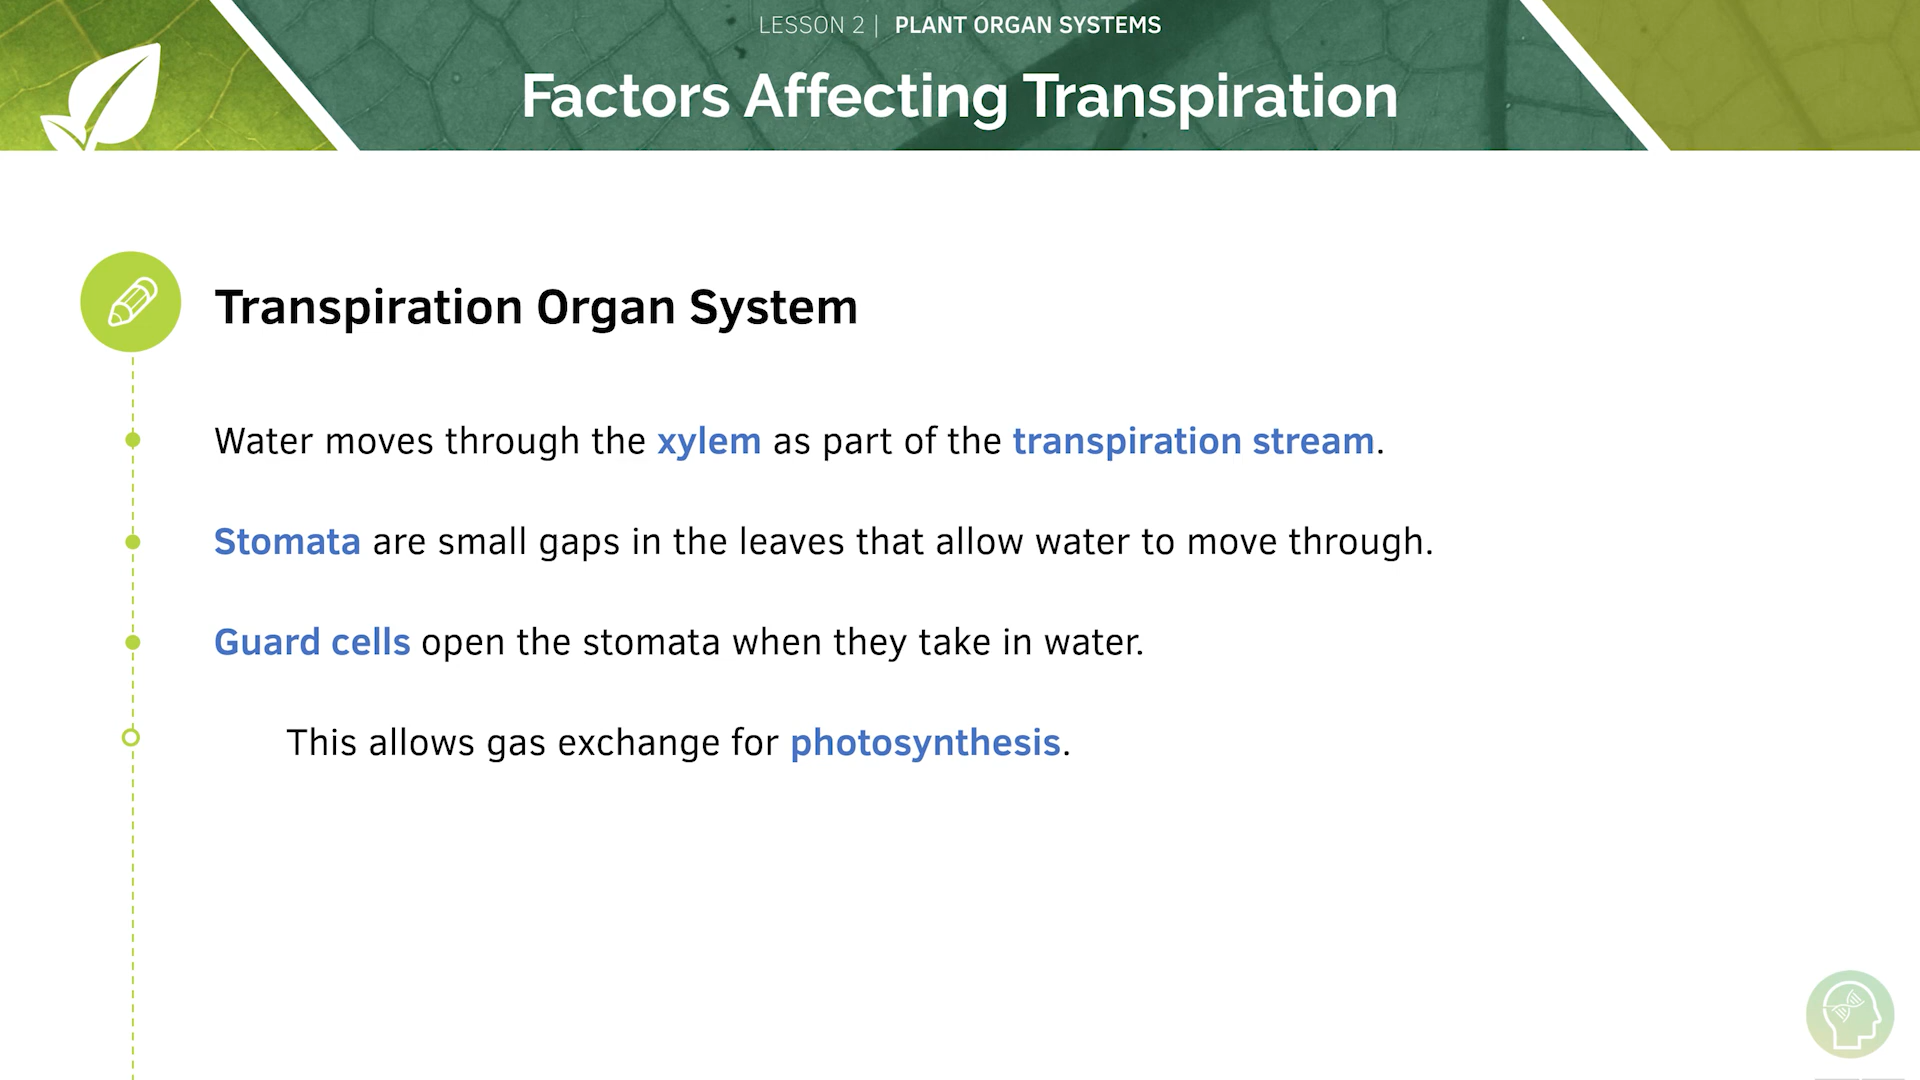 LESSON 2 | PLANT ORGAN SYSTEMS
Factors Affecting Transpiration
Transpiration Organ System
Water moves through the xylem as part of the transpiration stream.
Stomata are small gaps in the leaves that allow water to move through.
Guard cells open the stomata when they take in water.
This allows gas exchange for photosynthesis.